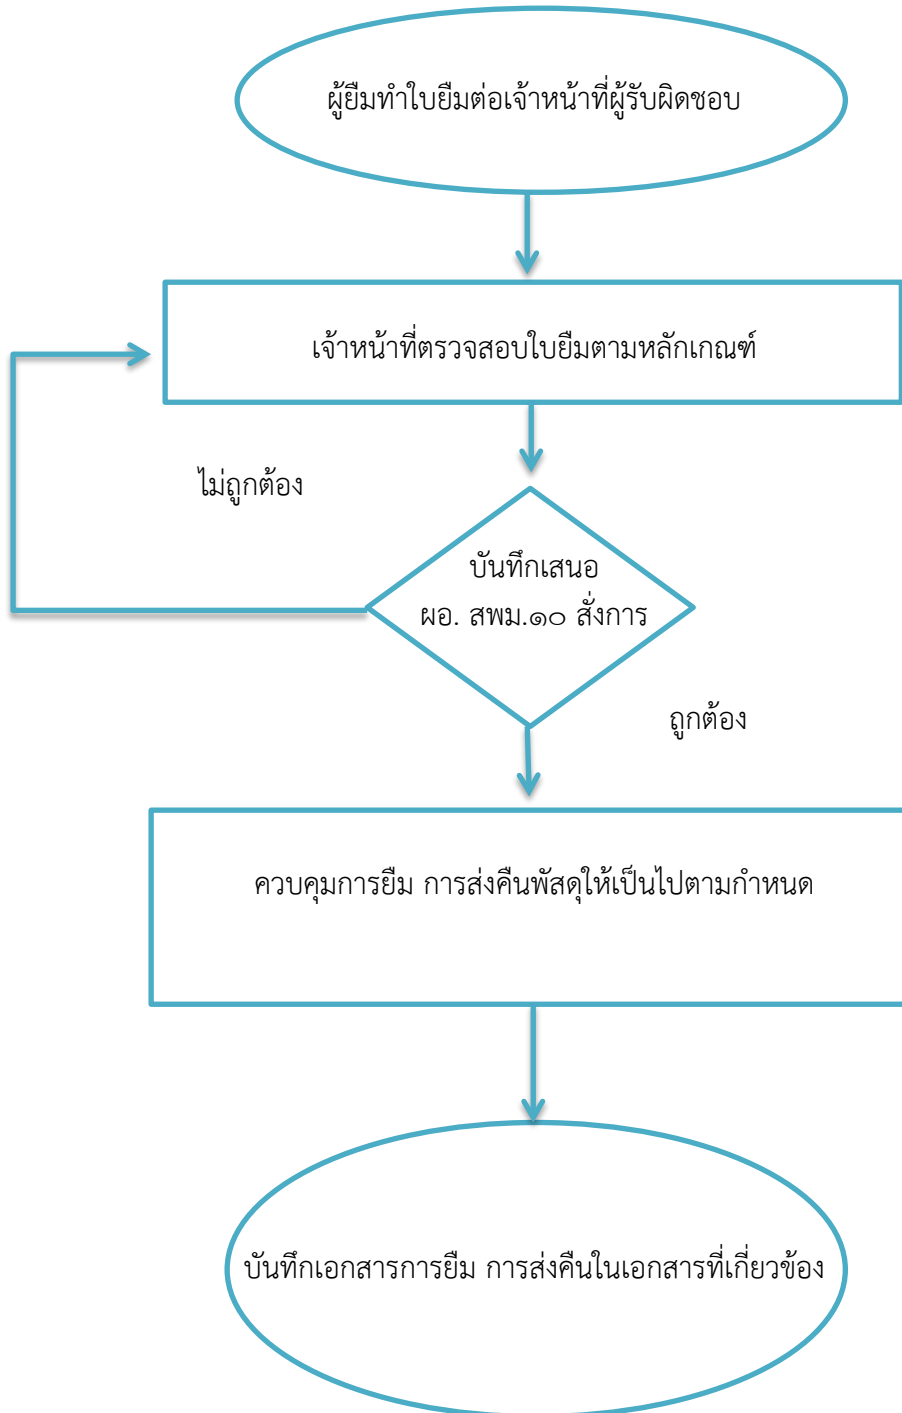 ผู้ยืมทำใบยืมต่อเจ้าหน้าที่ผู้รับผิดชอบ
เจ้าหน้าที่ตรวจสอบใบยืมตามหลักเกณฑ์
ไม่ถูกต้อง
บันทึกเสนอ
ผอ. สพม.๑๐ สั่งการ
ถูกต้อง
ควบคุมการยืม การส่งคืนพัสดุให้เป็นไปตามกำหนด
บันทึกเอกสารการยืม การส่งคืนในเอกสารที่เกี่ยวข้อง